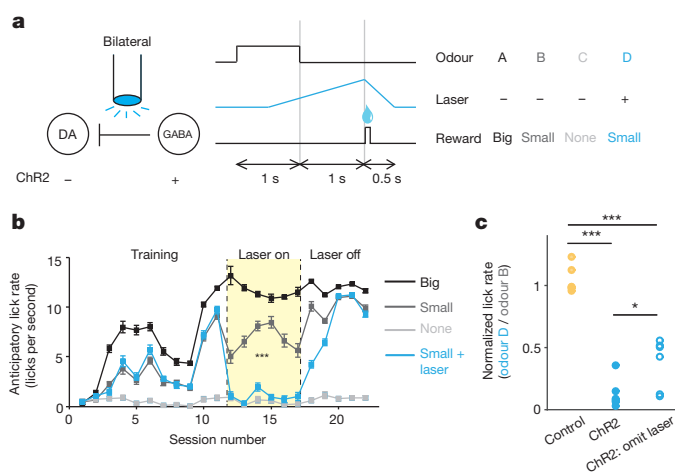 a
Bilateral
DA
GABA
ChR2 − +
1 s 1 s 0.5 s
Odour A B C D
Laser − − − +
Reward Big Small None Small
b
Training Laser on Laser off
Anticipatory lick rate
(licks per second)
15
10
5
0
***
0 5 10 15 20
Session number
Big
Small
None
Small +
laser
c
Normalized lick rate
(odour D / odour B)
***
***
*
1
0.5
0
Control
ChR2
ChR2: omit laser